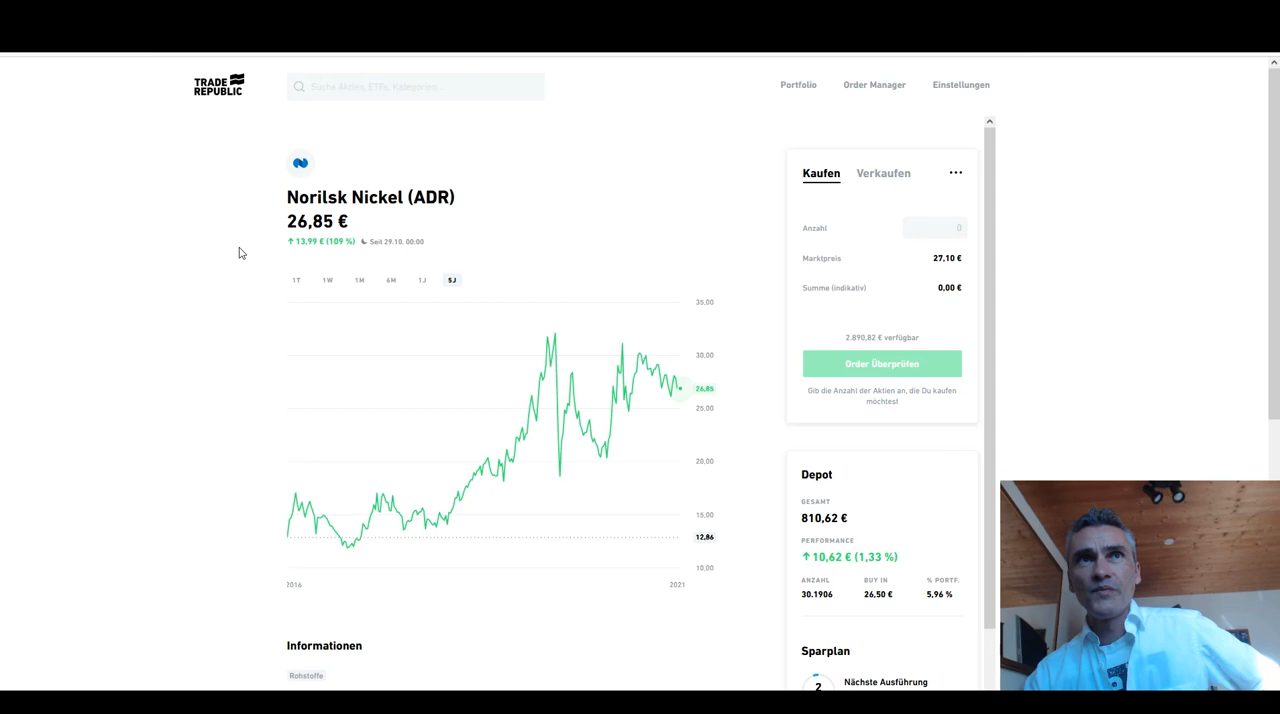 TRADE
REPUBLIC
Suche Aktien, ETFs, Kategorien...
Portfolio
Order Manager
Einstellungen
Norilsk Nickel (ADR)
26,85 €
13,99 € (109 %) Seit 29.10. 00:00
1T 1W 1M 6M 1J 5J
35,00
30,00
26,85
25,00
20,00
15,00
12,86
10,00
2016 2021
Informationen
Rohstoffe
Kaufen Verkaufen
Anzahl 0
Marktpreis 27,10 €
Summe (indikativ) 0,00 €
2.890,82 € verfügbar
Order Überprüfen
Gib die Anzahl der Aktien an, die Du kaufen
möchtest
Depot
GESAMT
810,62 €
PERFORMANCE
10,62 € (1,33 %)
ANZAHL BUY IN % PORTF.
30.1906 26,50 € 5,96 %
Sparplan
2 Nächste Ausführung